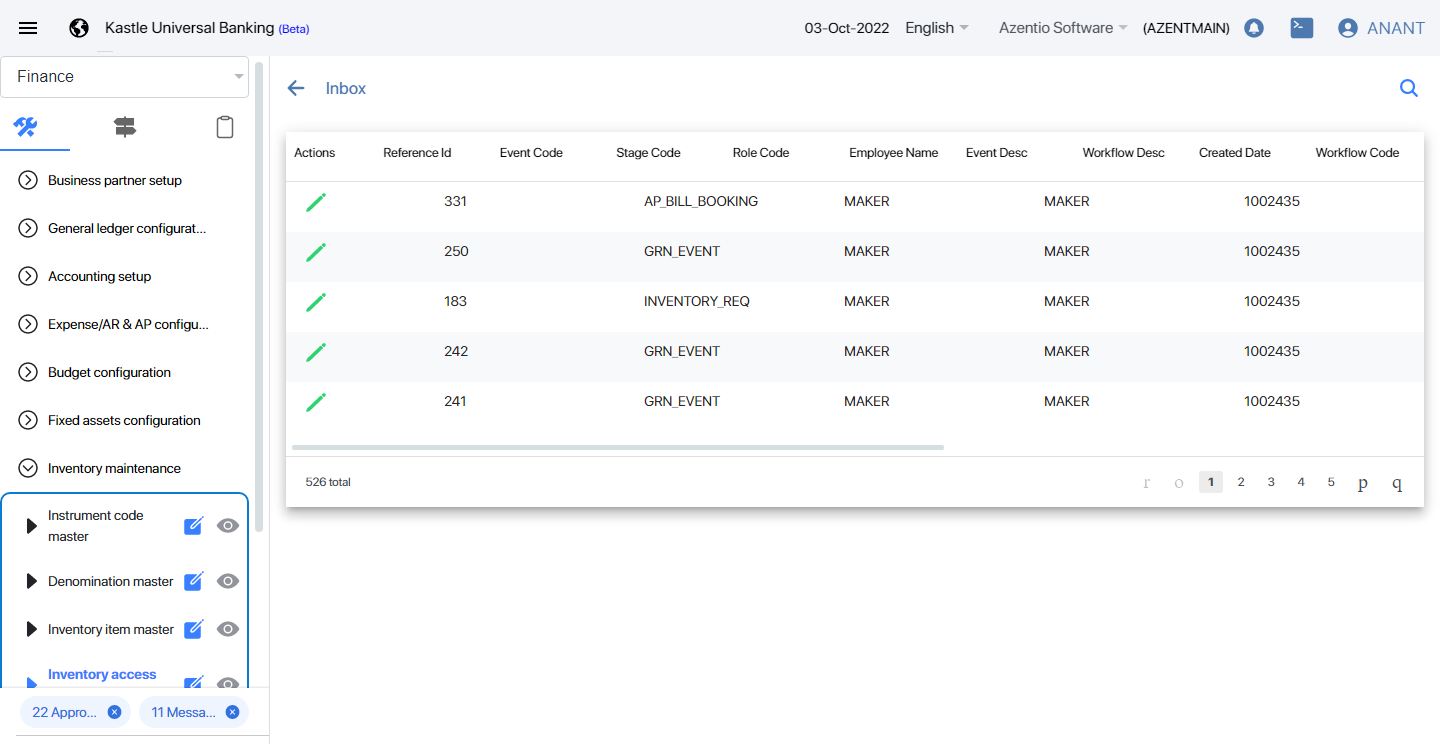 Kastle Universal Banking (Beta)
03-Oct-2022 English Azentio Software (AZENTMAIN) ANANT
Finance
Business partner setup
General ledger configurat...
Accounting setup
Expense/AR & AP configu...
Budget configuration
Fixed assets configuration
Inventory maintenance
Instrument code
master
Denomination master
Inventory item master
Inventory access
22 Appro...
11 Messa...
Inbox
Actions Reference Id Event Code Stage Code Role Code Employee Name Event Desc Workflow Desc Created Date Workflow Code
331 AP_BILL_BOOKING MAKER MAKER 1002435
250 GRN_EVENT MAKER MAKER 1002435
183 INVENTORY_REQ MAKER MAKER 1002435
242 GRN_EVENT MAKER MAKER 1002435
241 GRN_EVENT MAKER MAKER 1002435
526 total
r o 1 2 3 4 5 p q